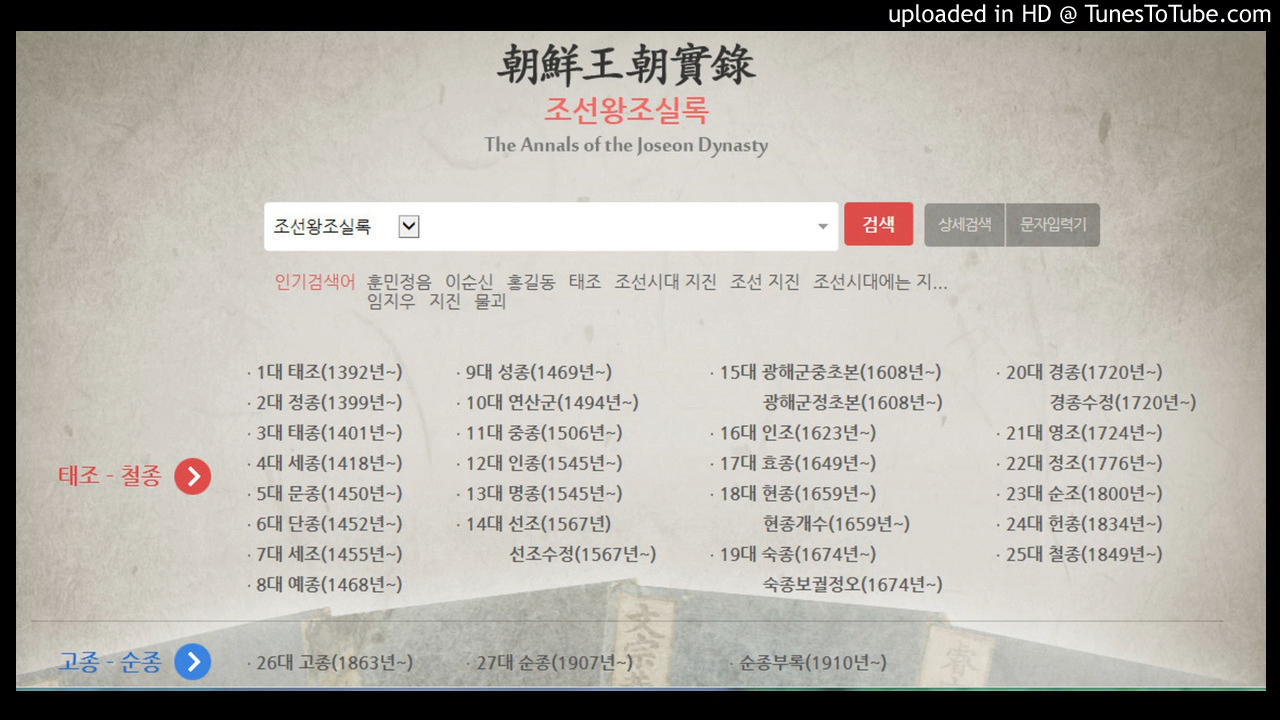 uploaded in HD @ TunesToTube.com
朝鮮王朝實錄
조선왕조실록
The Annals of the Joseon Dynasty
조선왕조실록 검색 상세검색 문자입력기
인기검색어 훈민정음 이순신 홍길동 태조 조선시대 지진 조선 지진 조선시대에는 지...
임지우 지진 물괴
· 1대 태조(1392년~) · 9대 성종(1469년~) · 15대 광해군중초본(1608년~) · 20대 경종(1720년~)
· 2대 정종(1399년~) · 10대 연산군(1494년~) 광해군정초본(1608년~) 경종수정(1720년~)
· 3대 태종(1401년~) · 11대 중종(1506년~) · 16대 인조(1623년~) · 21대 영조(1724년~)
· 4대 세종(1418년~) · 12대 인종(1545년~) · 17대 효종(1649년~) · 22대 정조(1776년~)
태조 - 철종
· 5대 문종(1450년~) · 13대 명종(1545년~) · 18대 현종(1659년~) · 23대 순조(1800년~)
· 6대 단종(1452년~) · 14대 선조(1567년) 현종개수(1659년~) · 24대 헌종(1834년~)
· 7대 세조(1455년~) 선조수정(1567년~) · 19대 숙종(1674년~) · 25대 철종(1849년~)
· 8대 예종(1468년~) 숙종보궐정오(1674년~)
고종 - 순종 · 26대 고종(1863년~) · 27대 순종(1907년~) · 순종부록(1910년~)
文宗